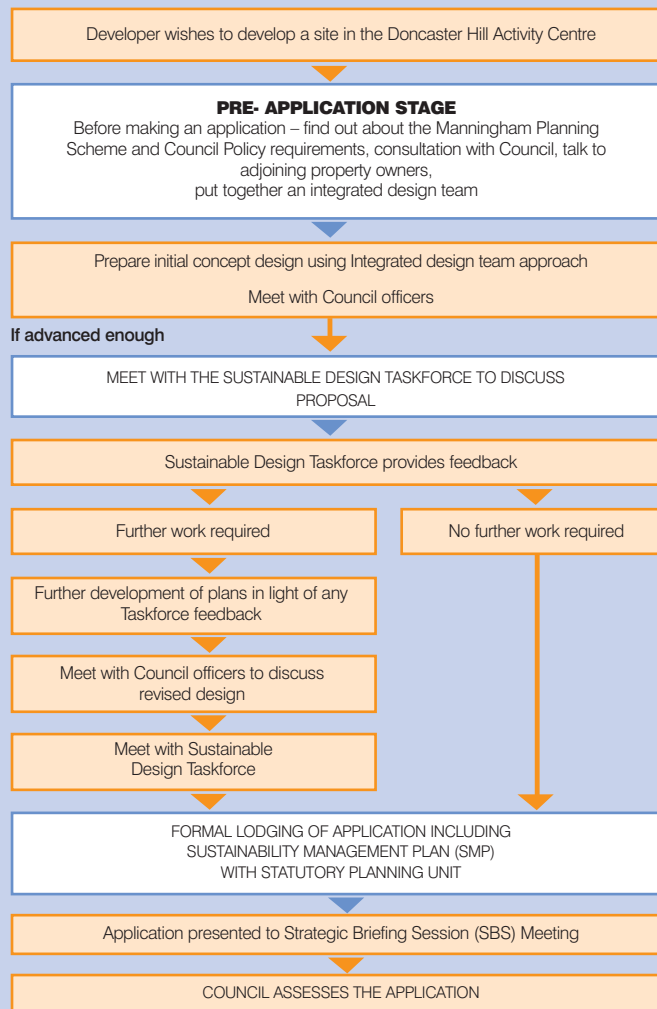 Developer wishes to develop a site in the Doncaster Hill Activity Centre
PRE- APPLICATION STAGE
Before making an application – find out about the Manningham Planning
Scheme and Council Policy requirements, consultation with Council, talk to
adjoining property owners,
put together an integrated design team
Prepare initial concept design using Integrated design team approach
Meet with Council officers
If advanced enough
MEET WITH THE SUSTAINABLE DESIGN TASKFORCE TO DISCUSS
PROPOSAL
Sustainable Design Taskforce provides feedback
Further work required
No further work required
Further development of plans in light of any
Taskforce feedback
Meet with Council officers to discuss
revised design
Meet with Sustainable
Design Taskforce
FORMAL LODGING OF APPLICATION INCLUDING
SUSTAINABILITY MANAGEMENT PLAN (SMP)
WITH STATUTORY PLANNING UNIT
Application presented to Strategic Briefing Session (SBS) Meeting
COUNCIL ASSESSES THE APPLICATION